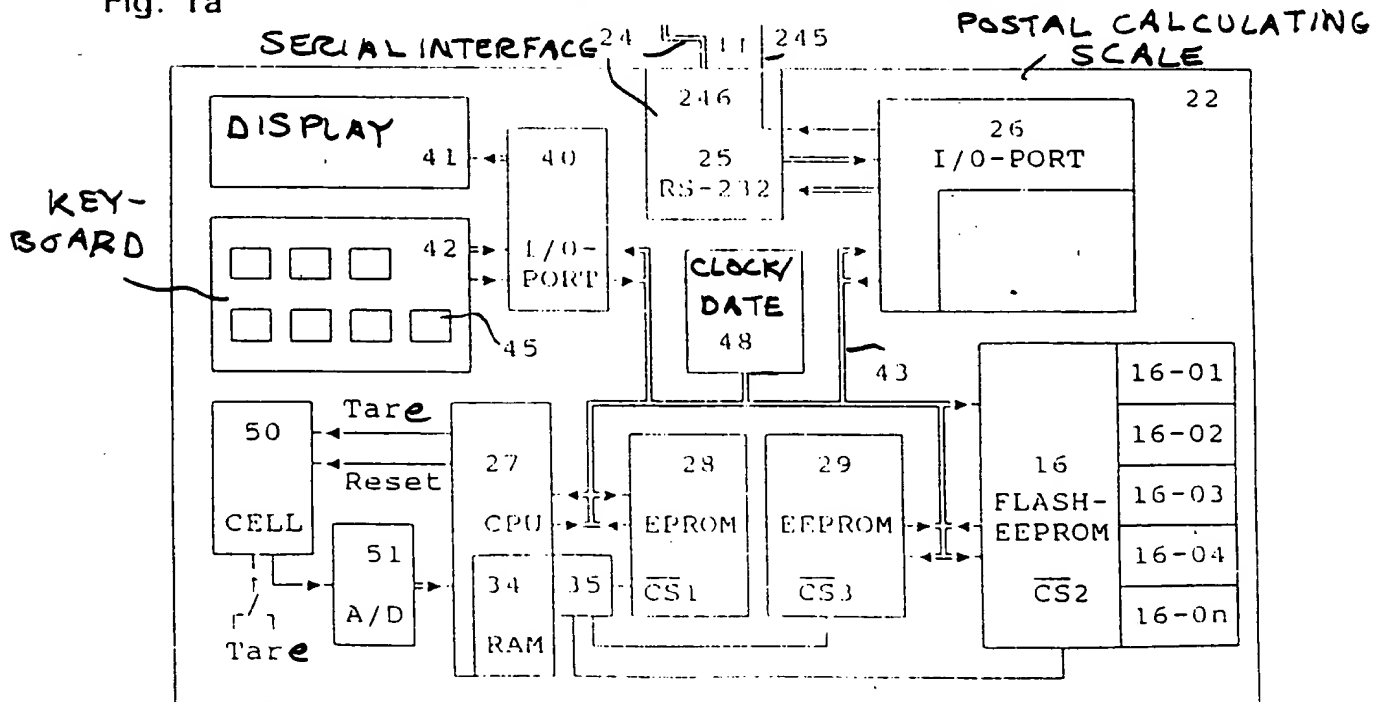 Fig. 1a
POSTAL CALCULATING
SCALE
SERIAL INTERFACE
24
11
245
22
246
25
RS-232
26
I/O-PORT
DISPLAY
41
40
I/O-
PORT
KEY-
BOARD
42
45
CLOCK/
DATE
48
43
50
CELL
Tare
Reset
27
CPU
28
EPROM
CS1
29
EEPROM
CS3
16
FLASH-
EEPROM
CS2
16-01
16-02
16-03
16-04
16-0n
51
A/D
34
RAM
35
Tare